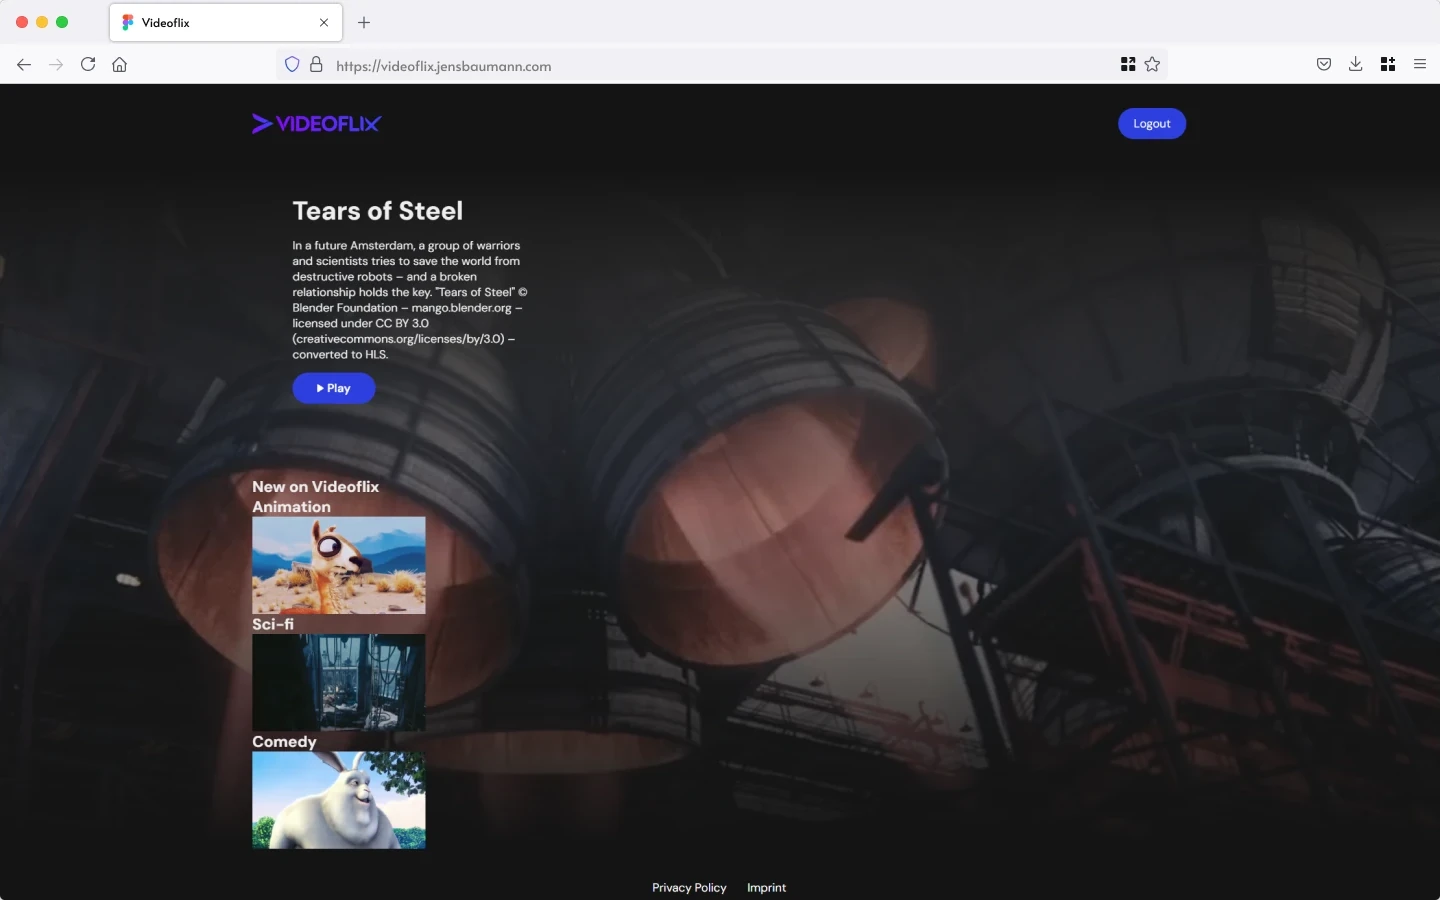 Videoflix
https://videoflix.jensbaumann.com
VIDEOFLIX
Logout
Tears of Steel
In a future Amsterdam, a group of warriors
and scientists tries to save the world from
destructive robots – and a broken
relationship holds the key. "Tears of Steel" ©
Blender Foundation – mango.blender.org –
licensed under CC BY 3.0
(creativecommons.org/licenses/by/3.0) –
converted to HLS.
Play
New on Videoflix
Animation
Sci-fi
Comedy
Privacy Policy
Imprint